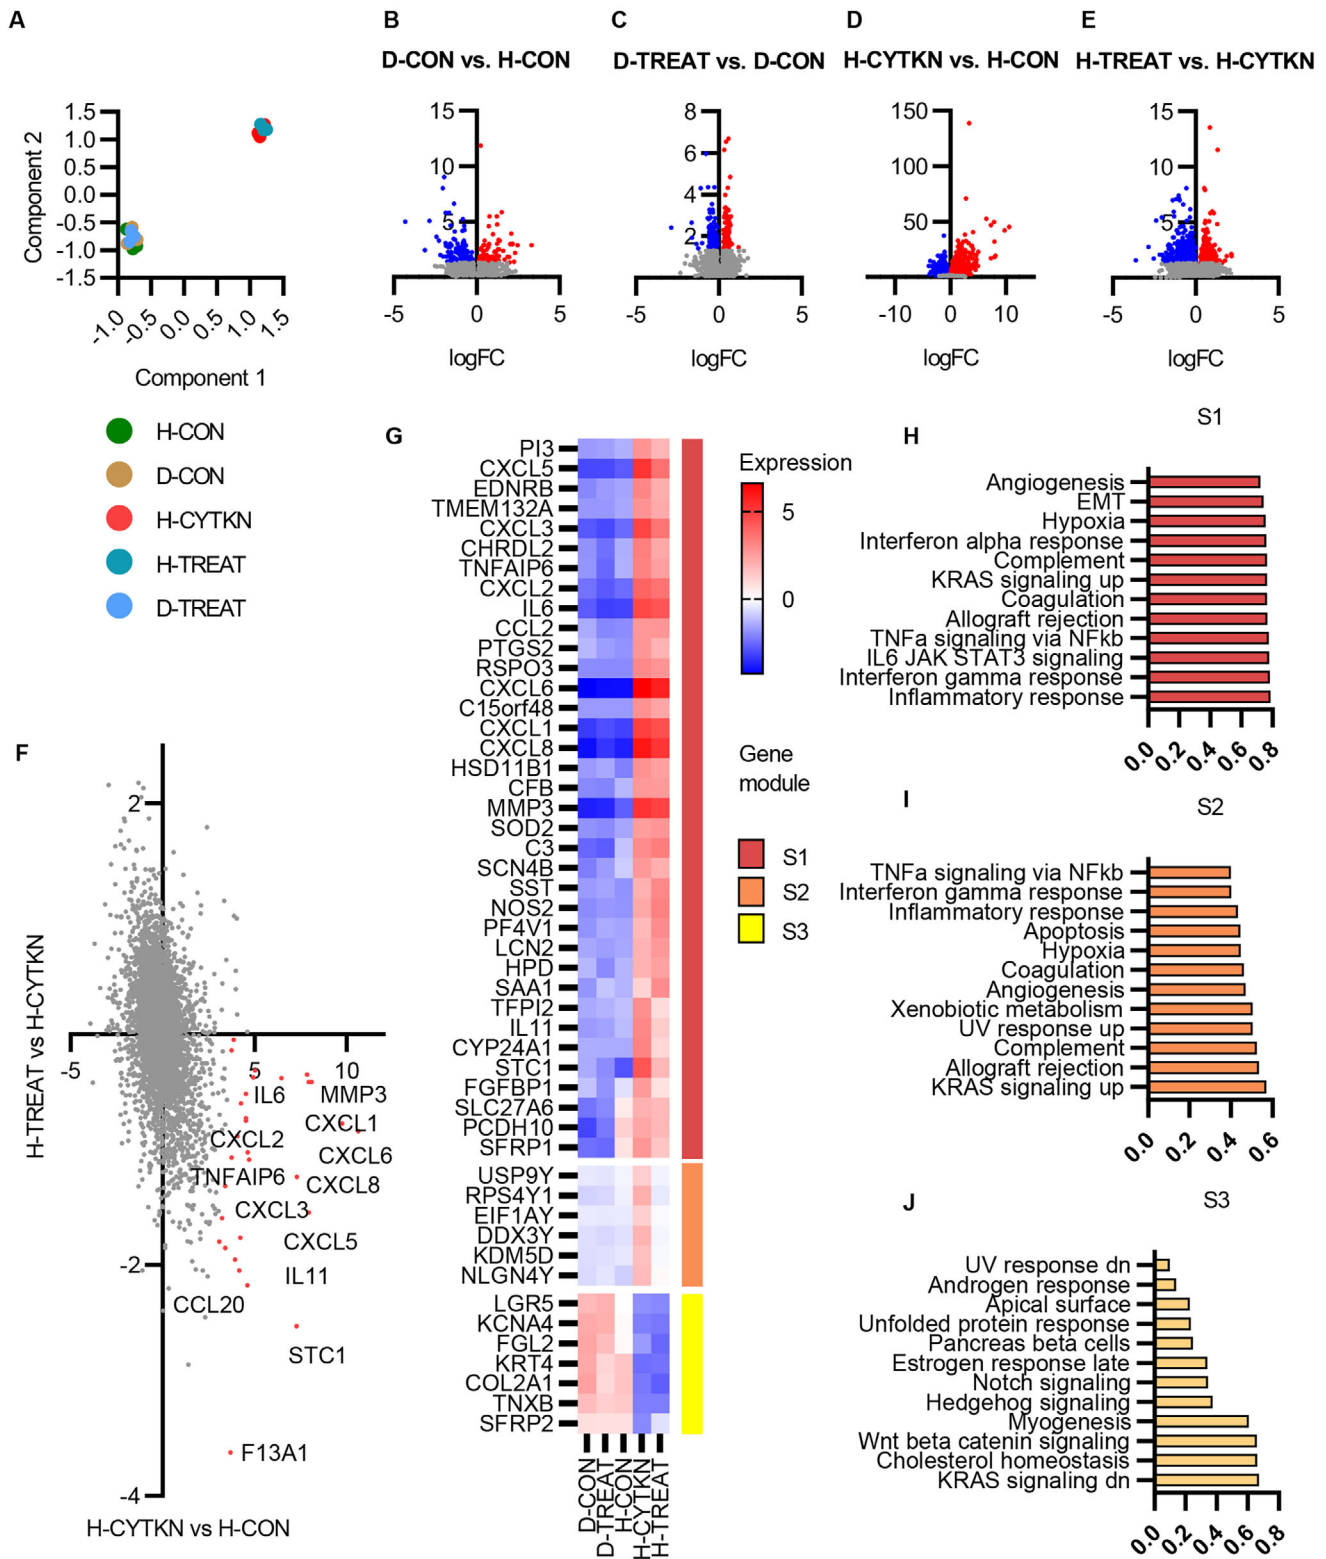 A
B
C
D
E
D-CON vs. H-CON
D-TREAT vs. D-CON
H-CYTKN vs. H-CON
H-TREAT vs. H-CYTKN
1.5
1.0
0.5
0.0
-0.5
-1.0
-1.5
Component 2
-1.0
-0.5
0.0
0.5
1.0
1.5
Component 1
15
10
5
-5
0
5
logFC
8
6
4
2
-5
0
5
logFC
150
100
50
-10
0
10
logFC
15
10
5
-5
0
5
logFC
H-CON
D-CON
H-CYTKN
H-TREAT
D-TREAT
F
2
-2
-4
-5
5
10
H-TREAT vs H-CYTKN
H-CYTKN vs H-CON
IL6
MMP3
CXCL1
CXCL2
CXCL6
TNFAIP6
CXCL8
CXCL3
CXCL5
IL11
CCL20
STC1
F13A1
G
PI3
CXCL5
EDNRB
TMEM132A
CXCL3
CHRDL2
TNFAIP6
CXCL2
IL6
CCL2
PTGS2
RSPO3
CXCL6
C15orf48
CXCL1
CXCL8
HSD11B1
CFB
MMP3
SOD2
C3
SCN4B
SST
NOS2
PF4V1
LCN2
HPD
SAA1
TFPI2
IL11
CYP24A1
STC1
FGFBP1
SLC27A6
PCDH10
SFRP1
USP9Y
RPS4Y1
EIF1AY
DDX3Y
KDM5D
NLGN4Y
LGR5
KCNA4
FGL2
KRT4
COL2A1
TNXB
SFRP2
D-CON
D-TREAT
H-CON
H-CYTKN
H-TREAT
Expression
5
0
Gene
module
S1
S2
S3
H
S1
Angiogenesis
EMT
Hypoxia
Interferon alpha response
Complement
KRAS signaling up
Coagulation
Allograft rejection
TNFa signaling via NFkb
IL6 JAK STAT3 signaling
Interferon gamma response
Inflammatory response
0.0
0.2
0.4
0.6
0.8
I
S2
TNFa signaling via NFkb
Interferon gamma response
Inflammatory response
Apoptosis
Hypoxia
Coagulation
Angiogenesis
Xenobiotic metabolism
UV response up
Complement
Allograft rejection
KRAS signaling up
0.0
0.2
0.4
0.6
J
S3
UV response dn
Androgen response
Apical surface
Unfolded protein response
Pancreas beta cells
Estrogen response late
Notch signaling
Hedgehog signaling
Myogenesis
Wnt beta catenin signaling
Cholesterol homeostasis
KRAS signaling dn
0.0
0.2
0.4
0.6
0.8